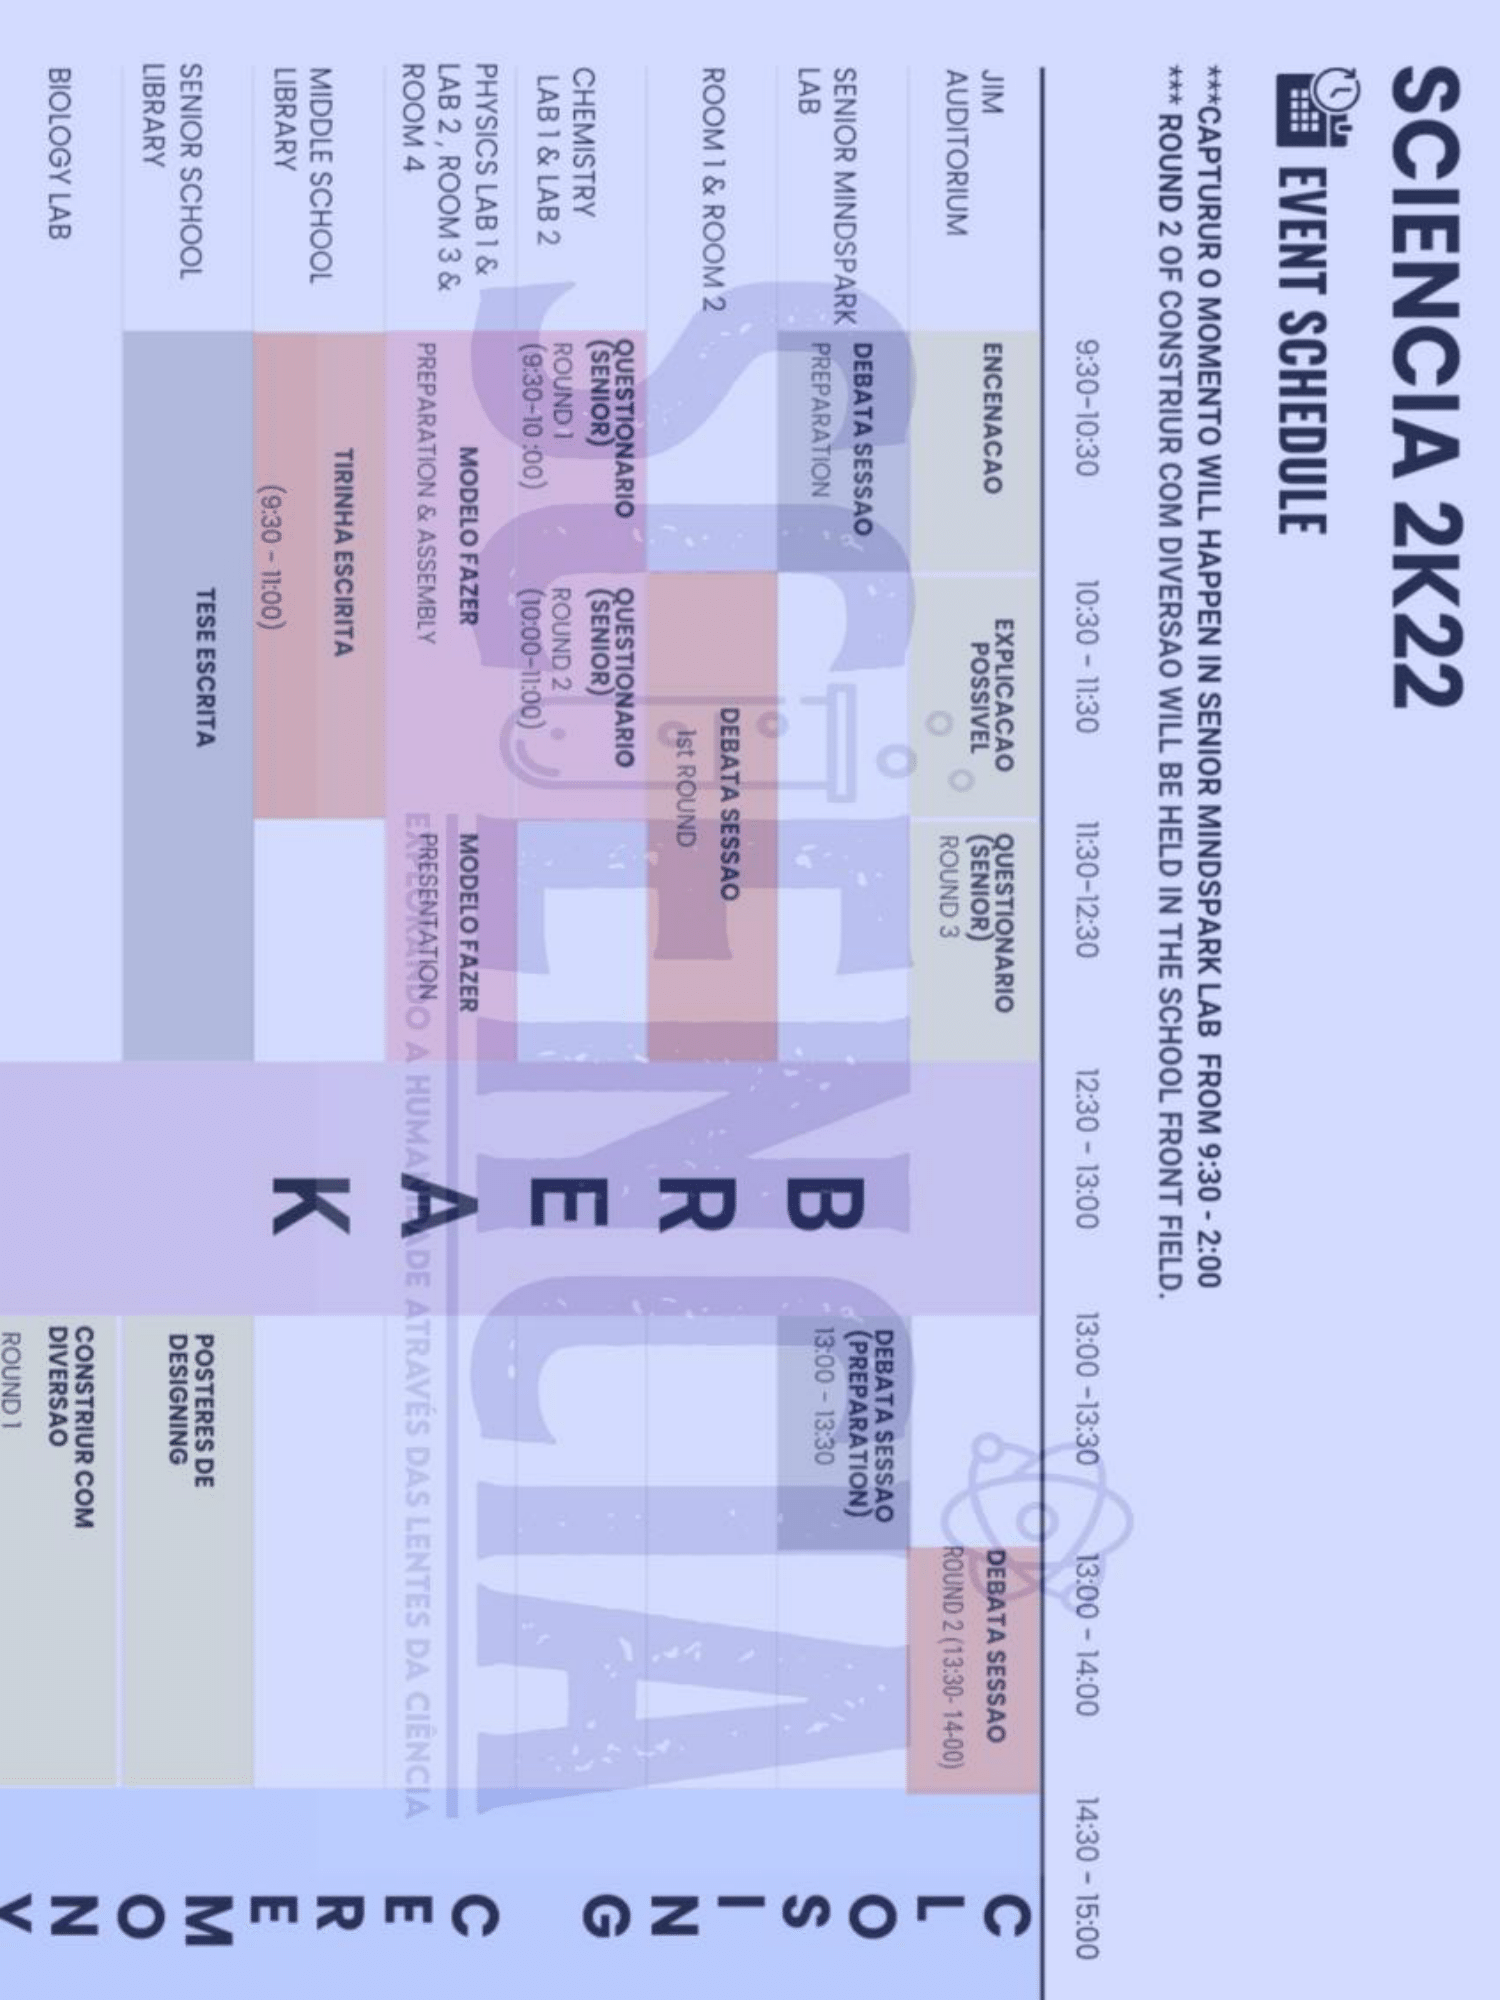 SCIENCIA 2K22
EVENT SCHEDULE
***CAPTURUR O MOMENTO WILL HAPPEN IN SENIOR MINDSPARK LAB FROM 9:30 - 2:00
*** ROUND 2 OF CONSTRIUR COM DIVERSAO WILL BE HELD IN THE SCHOOL FRONT FIELD.
9:30-10:30
10:30 - 11:30
11:30-12:30
12:30 - 13:00
13:00 -13:30
13:00 - 14:00
14:30 - 15:00
JIM
AUDITORIUM
ENCENACAO
EXPLICACAO
POSSIVEL
QUESTIONARIO
(SENIOR)
ROUND 3
DEBATA SESSAO
ROUND 2 (13:30- 14-00)
SENIOR MINDSPARK
LAB
DEBATA SESSAO
PREPARATION
DEBATA SESSAO
(PREPARATION)
13:00 - 13:30
ROOM 1 & ROOM 2
DEBATA SESSAO
1st ROUND
CHEMISTRY
LAB 1 & LAB 2
QUESTIONARIO
(SENIOR)
ROUND 1
(9:30-10 :00)
QUESTIONARIO
(SENIOR)
ROUND 2
(10:00-11:00)
PHYSICS LAB 1 &
LAB 2 , ROOM 3 &
ROOM 4
MODELO FAZER
PREPARATION & ASSEMBLY
MODELO FAZER
PRESENTATION
MIDDLE SCHOOL
LIBRARY
TIRINHA ESCIRITA
(9:30 - 11:00)
SENIOR SCHOOL
LIBRARY
TESE ESCRITA
POSTERES DE
DESIGNING
BIOLOGY LAB
CONSTRIUR COM
DIVERSAO
ROUND 1
BREAK
CLOSING CEREMONY
SCIENCIA
EXPLORANDO A HUMANIDADE ATRAVÉS DAS LENTES DA CIÊNCIA